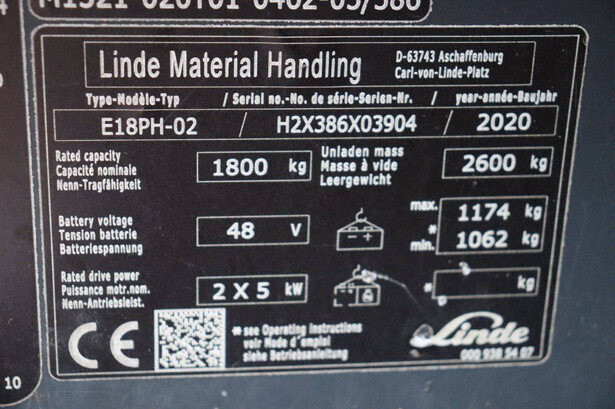 Linde Material Handling
D-63743 Aschaffenburg
Carl-von-Linde-Platz
Type-Modèle-Typ / Serial no.-No. de série-Serien-Nr. / year-année-Baujahr
E18PH-02 / H2X386X03904 / 2020
Rated capacity
Capacité nominale
Nenn-Tragfähigkeit
1800 kg
Unladen mass
Masse à vide
Leergewicht
2600 kg
Battery voltage
Tension batterie
Batteriespannung
48 V
max. 1174 kg
* min. 1062 kg
Rated drive power
Puissance mot.nom.
Nenn-Antriebsleist.
2 X 5 kW
* kg
CE
* see Operating Instructions
voir Mode d'emploi
siehe Betriebsanleitung
Linde
000 938 54 07
10